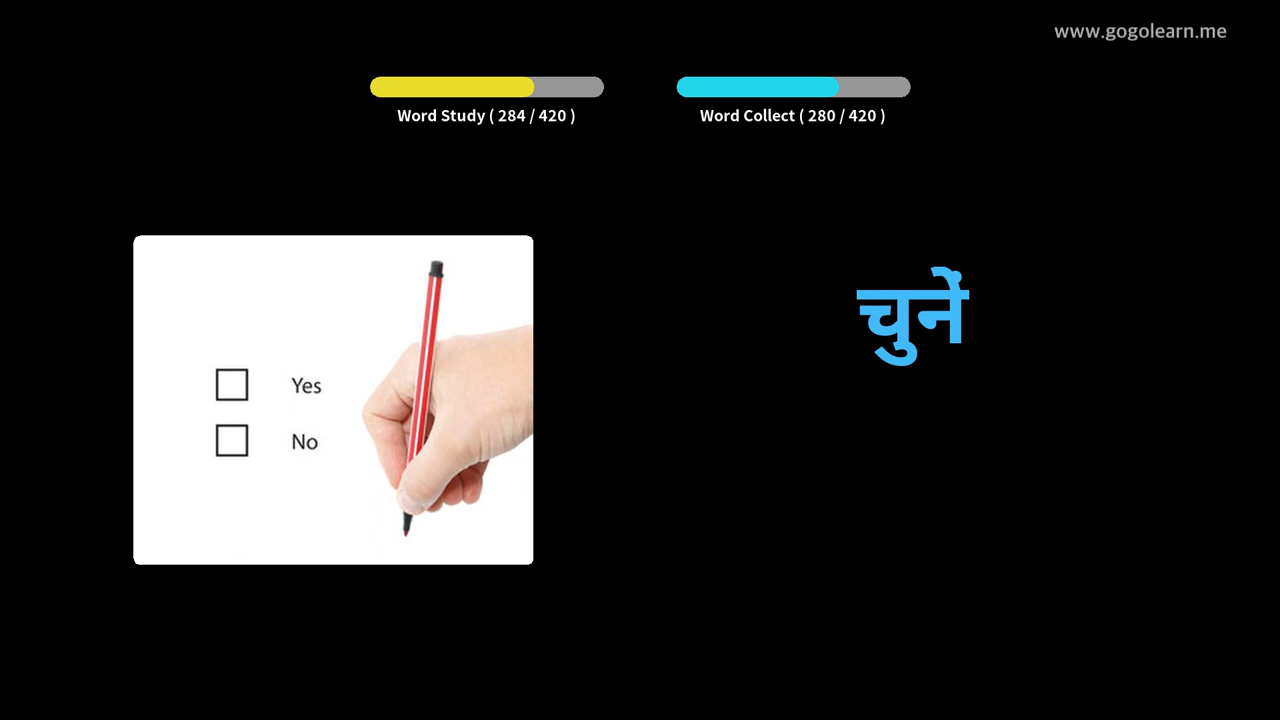 www.gogolearn.me
Word Study ( 284 / 420 )
Word Collect ( 280 / 420 )
चुनें
Yes
No